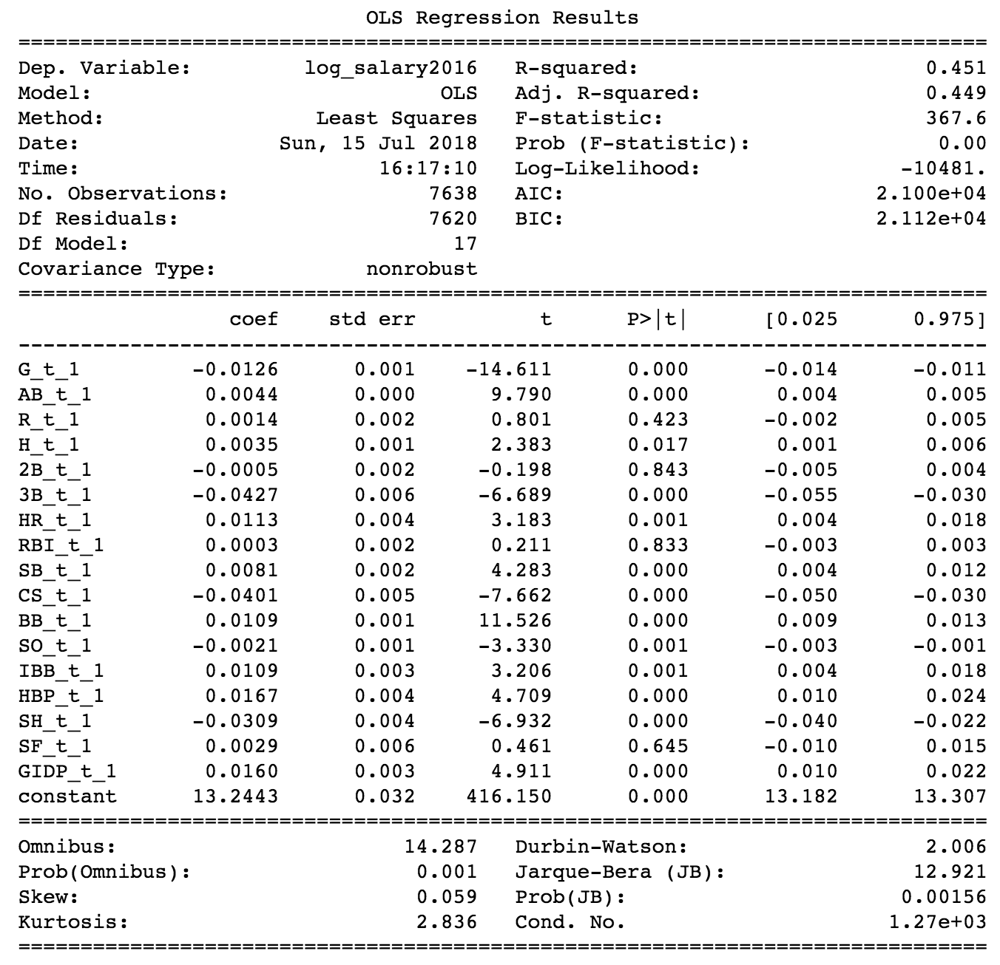 OLS Regression Results
==============================================================================
Dep. Variable: log_salary2016 R-squared: 0.451
Model: OLS Adj. R-squared: 0.449
Method: Least Squares F-statistic: 367.6
Date: Sun, 15 Jul 2018 Prob (F-statistic): 0.00
Time: 16:17:10 Log-Likelihood: -10481.
No. Observations: 7638 AIC: 2.100e+04
Df Residuals: 7620 BIC: 2.112e+04
Df Model: 17
Covariance Type: nonrobust
==============================================================================
coef std err t P>|t| [0.025 0.975]
------------------------------------------------------------------------------
G_t_1 -0.0126 0.001 -14.611 0.000 -0.014 -0.011
AB_t_1 0.0044 0.000 9.790 0.000 0.004 0.005
R_t_1 0.0014 0.002 0.801 0.423 -0.002 0.005
H_t_1 0.0035 0.001 2.383 0.017 0.001 0.006
2B_t_1 -0.0005 0.002 -0.198 0.843 -0.005 0.004
3B_t_1 -0.0427 0.006 -6.689 0.000 -0.055 -0.030
HR_t_1 0.0113 0.004 3.183 0.001 0.004 0.018
RBI_t_1 0.0003 0.002 0.211 0.833 -0.003 0.003
SB_t_1 0.0081 0.002 4.283 0.000 0.004 0.012
CS_t_1 -0.0401 0.005 -7.662 0.000 -0.050 -0.030
BB_t_1 0.0109 0.001 11.526 0.000 0.009 0.013
SO_t_1 -0.0021 0.001 -3.330 0.001 -0.003 -0.001
IBB_t_1 0.0109 0.003 3.206 0.001 0.004 0.018
HBP_t_1 0.0167 0.004 4.709 0.000 0.010 0.024
SH_t_1 -0.0309 0.004 -6.932 0.000 -0.040 -0.022
SF_t_1 0.0029 0.006 0.461 0.645 -0.010 0.015
GIDP_t_1 0.0160 0.003 4.911 0.000 0.010 0.022
constant 13.2443 0.032 416.150 0.000 13.182 13.307
==============================================================================
Omnibus: 14.287 Durbin-Watson: 2.006
Prob(Omnibus): 0.001 Jarque-Bera (JB): 12.921
Skew: 0.059 Prob(JB): 0.00156
Kurtosis: 2.836 Cond. No. 1.27e+03
==============================================================================